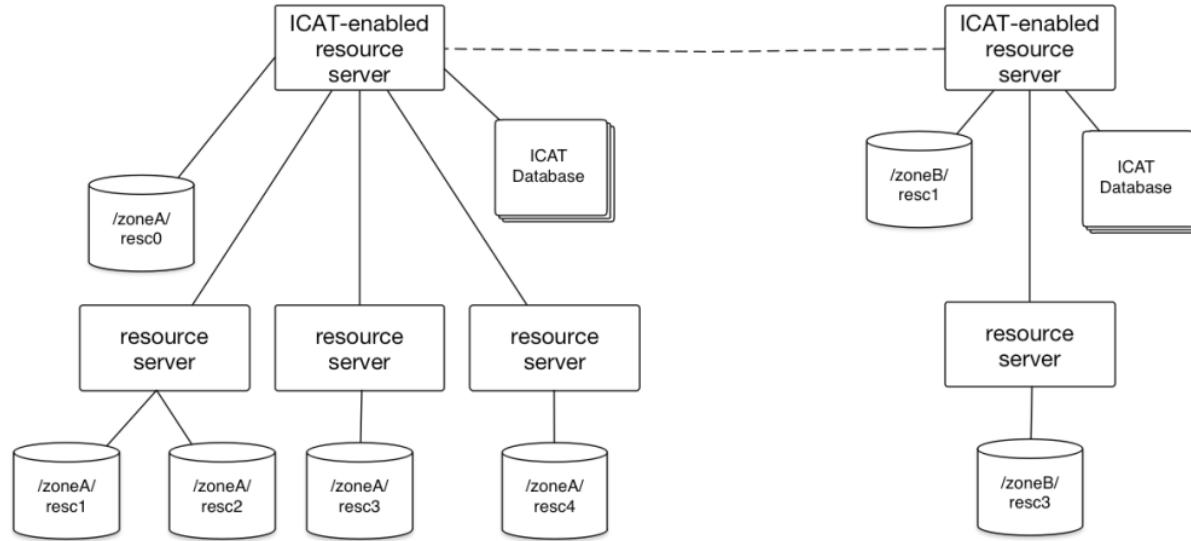 ICAT-enabled
resource
server
ICAT-enabled
resource
server
ICAT
Database
/zoneB/
resc1
ICAT
Database
/zoneA/
resc0
resource
server
resource
server
resource
server
resource
server
/zoneA/
resc1
/zoneA/
resc2
/zoneA/
resc3
/zoneA/
resc4
/zoneB/
resc3